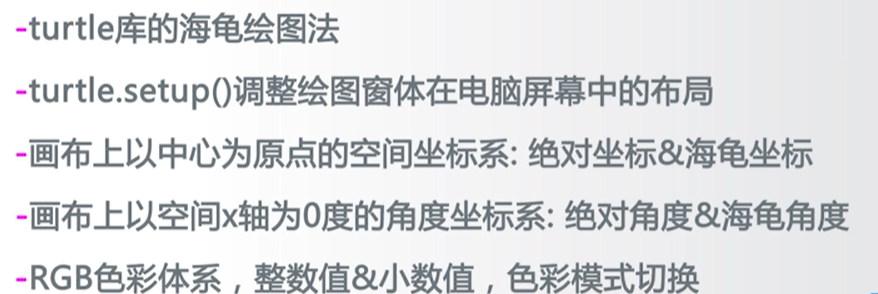 -turtle库的海龟绘图法
-turtle.setup()调整绘图窗体在电脑屏幕中的布局
-画布上以中心为原点的空间坐标系: 绝对坐标&海龟坐标
-画布上以空间x轴为0度的角度坐标系: 绝对角度&海龟角度
-RGB色彩体系，整数值&小数值，色彩模式切换